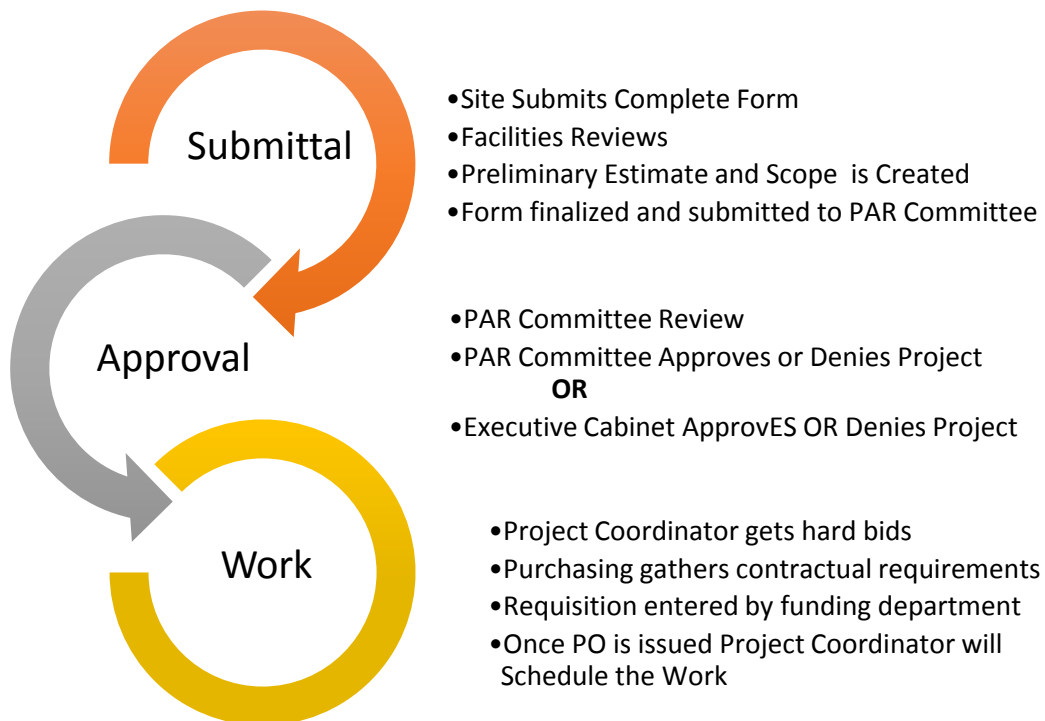 Submittal
•Site Submits Complete Form
•Facilities Reviews
•Preliminary Estimate and Scope  is Created
•Form finalized and submitted to PAR Committee
Approval
•PAR Committee Review
•PAR Committee Approves or Denies Project
OR
•Executive Cabinet ApprovES OR Denies Project
Work
•Project Coordinator gets hard bids
•Purchasing gathers contractual requirements
•Requisition entered by funding department
•Once PO is issued Project Coordinator will
Schedule the Work